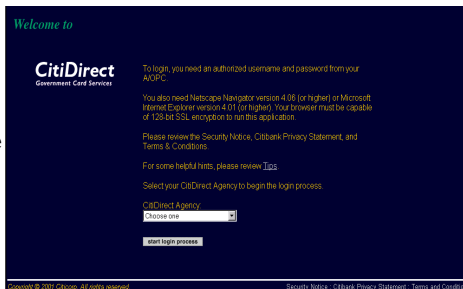 Welcome to
CitiDirect
Government Card Services
To login, you need an authorized username and password from your
A/OPC.
You also need Netscape Navigator version 4.06 (or higher) or Microsoft
Internet Explorer version 4.01 (or higher). Your browser must be capable
of 128-bit SSL encryption to run this application.
Please review the Security Notice, Citibank Privacy Statement, and
Terms & Conditions.
For some helpful hints, please review Tips.
Select your CitiDirect Agency to begin the login process.
CitiDirect Agency:
Choose one
start login process
Copyright © 2001 Citicorp. All rights reserved.
Security Notice : Citibank Privacy Statement : Terms and Conditio